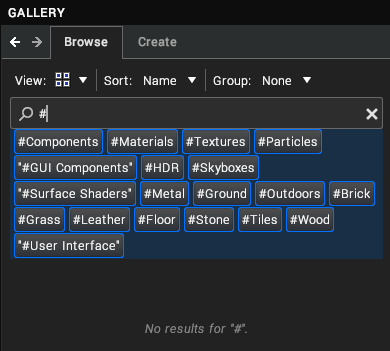 GALLERY
Browse Create
View: Sort: Name Group: None
#
#Components #Materials #Textures #Particles
"#GUI Components" #HDR #Skyboxes
"#Surface Shaders" #Metal #Ground #Outdoors #Brick
#Grass #Leather #Floor #Stone #Tiles #Wood
"#User Interface"
No results for "#".